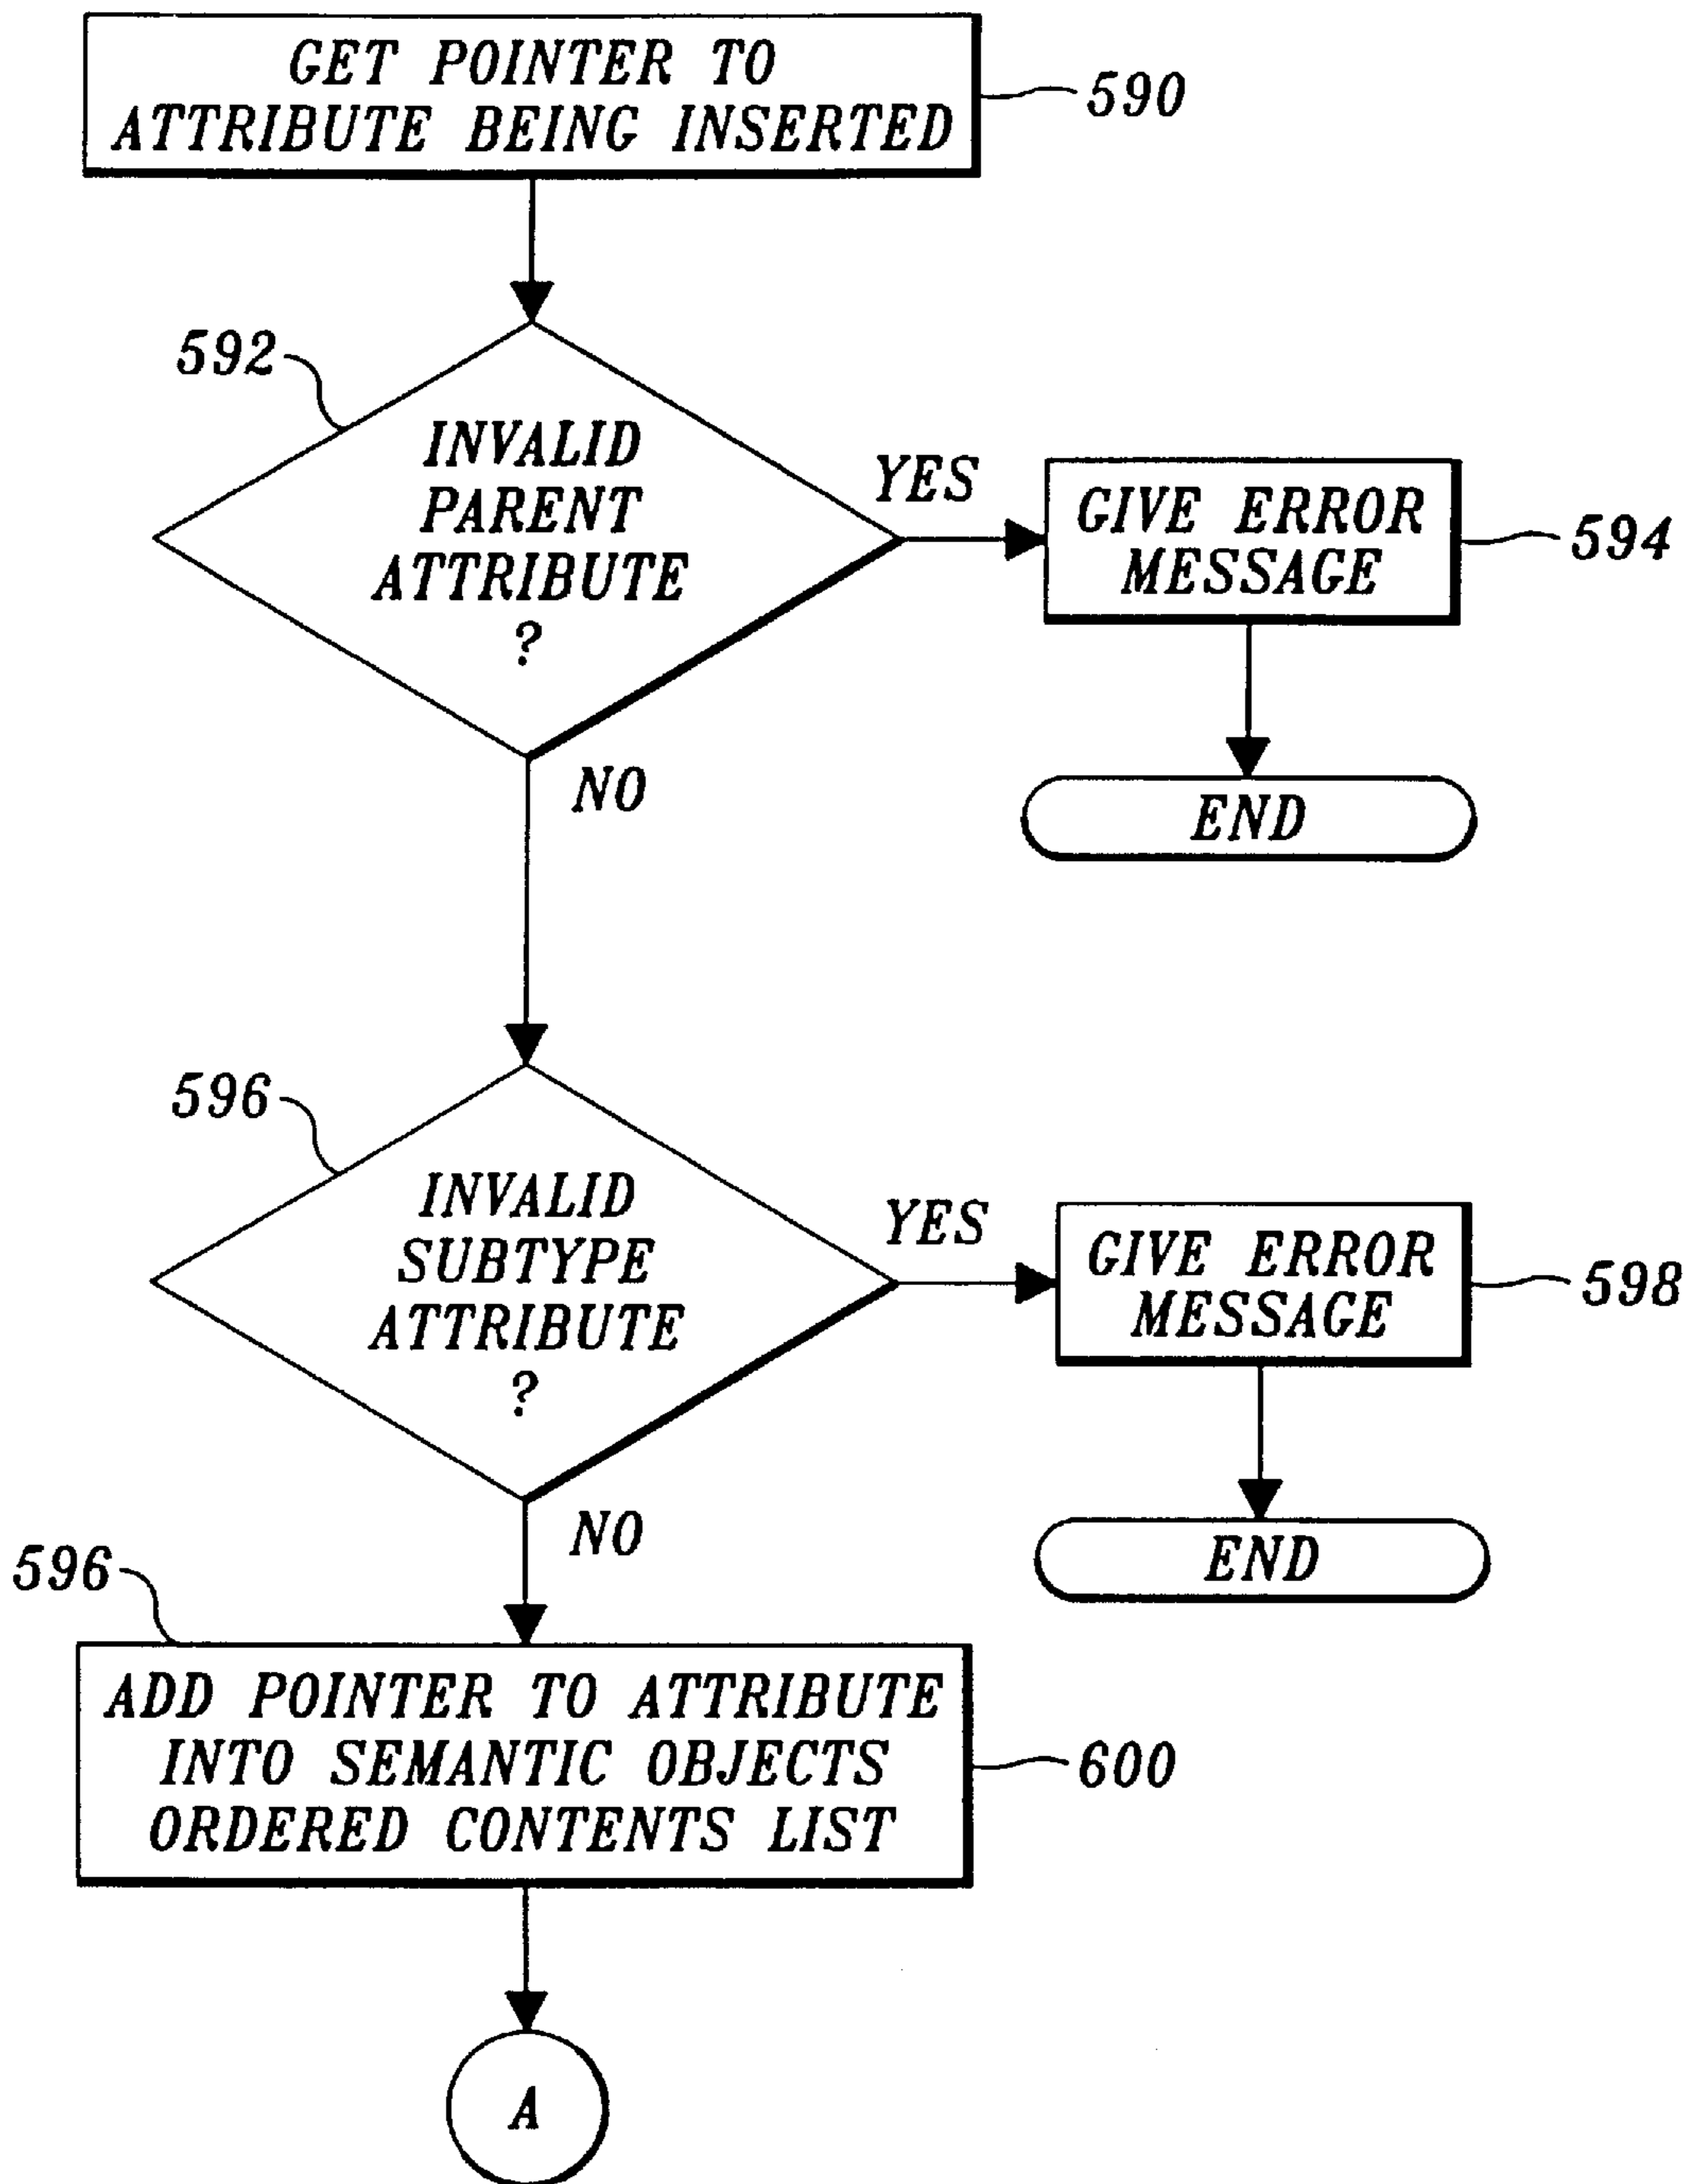 GET POINTER TO
ATTRIBUTE BEING INSERTED
590
592
INVALID
PARENT
ATTRIBUTE
?
YES
GIVE ERROR
MESSAGE
594
NO
END
596
INVALID
SUBTYPE
ATTRIBUTE
?
YES
GIVE ERROR
MESSAGE
598
NO
END
596
ADD POINTER TO ATTRIBUTE
INTO SEMANTIC OBJECTS
ORDERED CONTENTS LIST
600
A